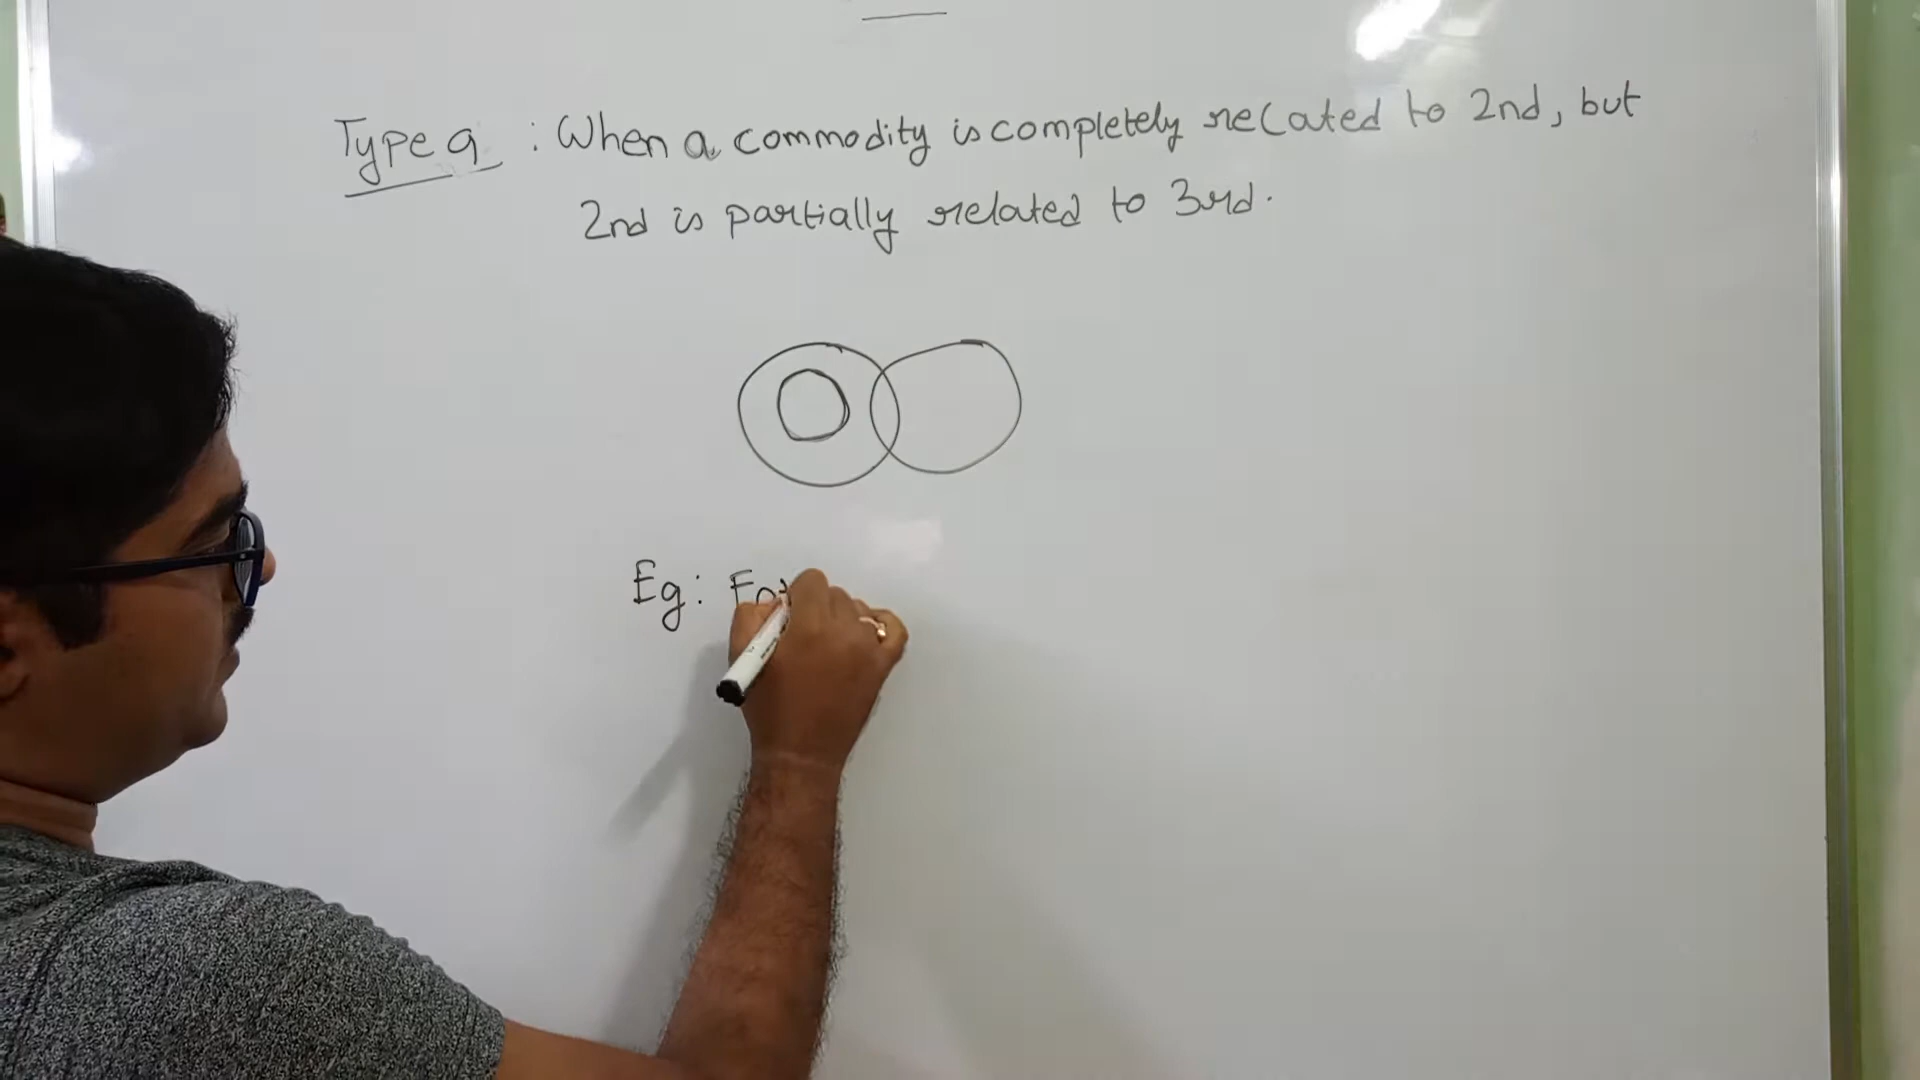 Type 9 : When a commodity is completely related to 2nd, but
2nd is partially related to 3rd.
Eg: